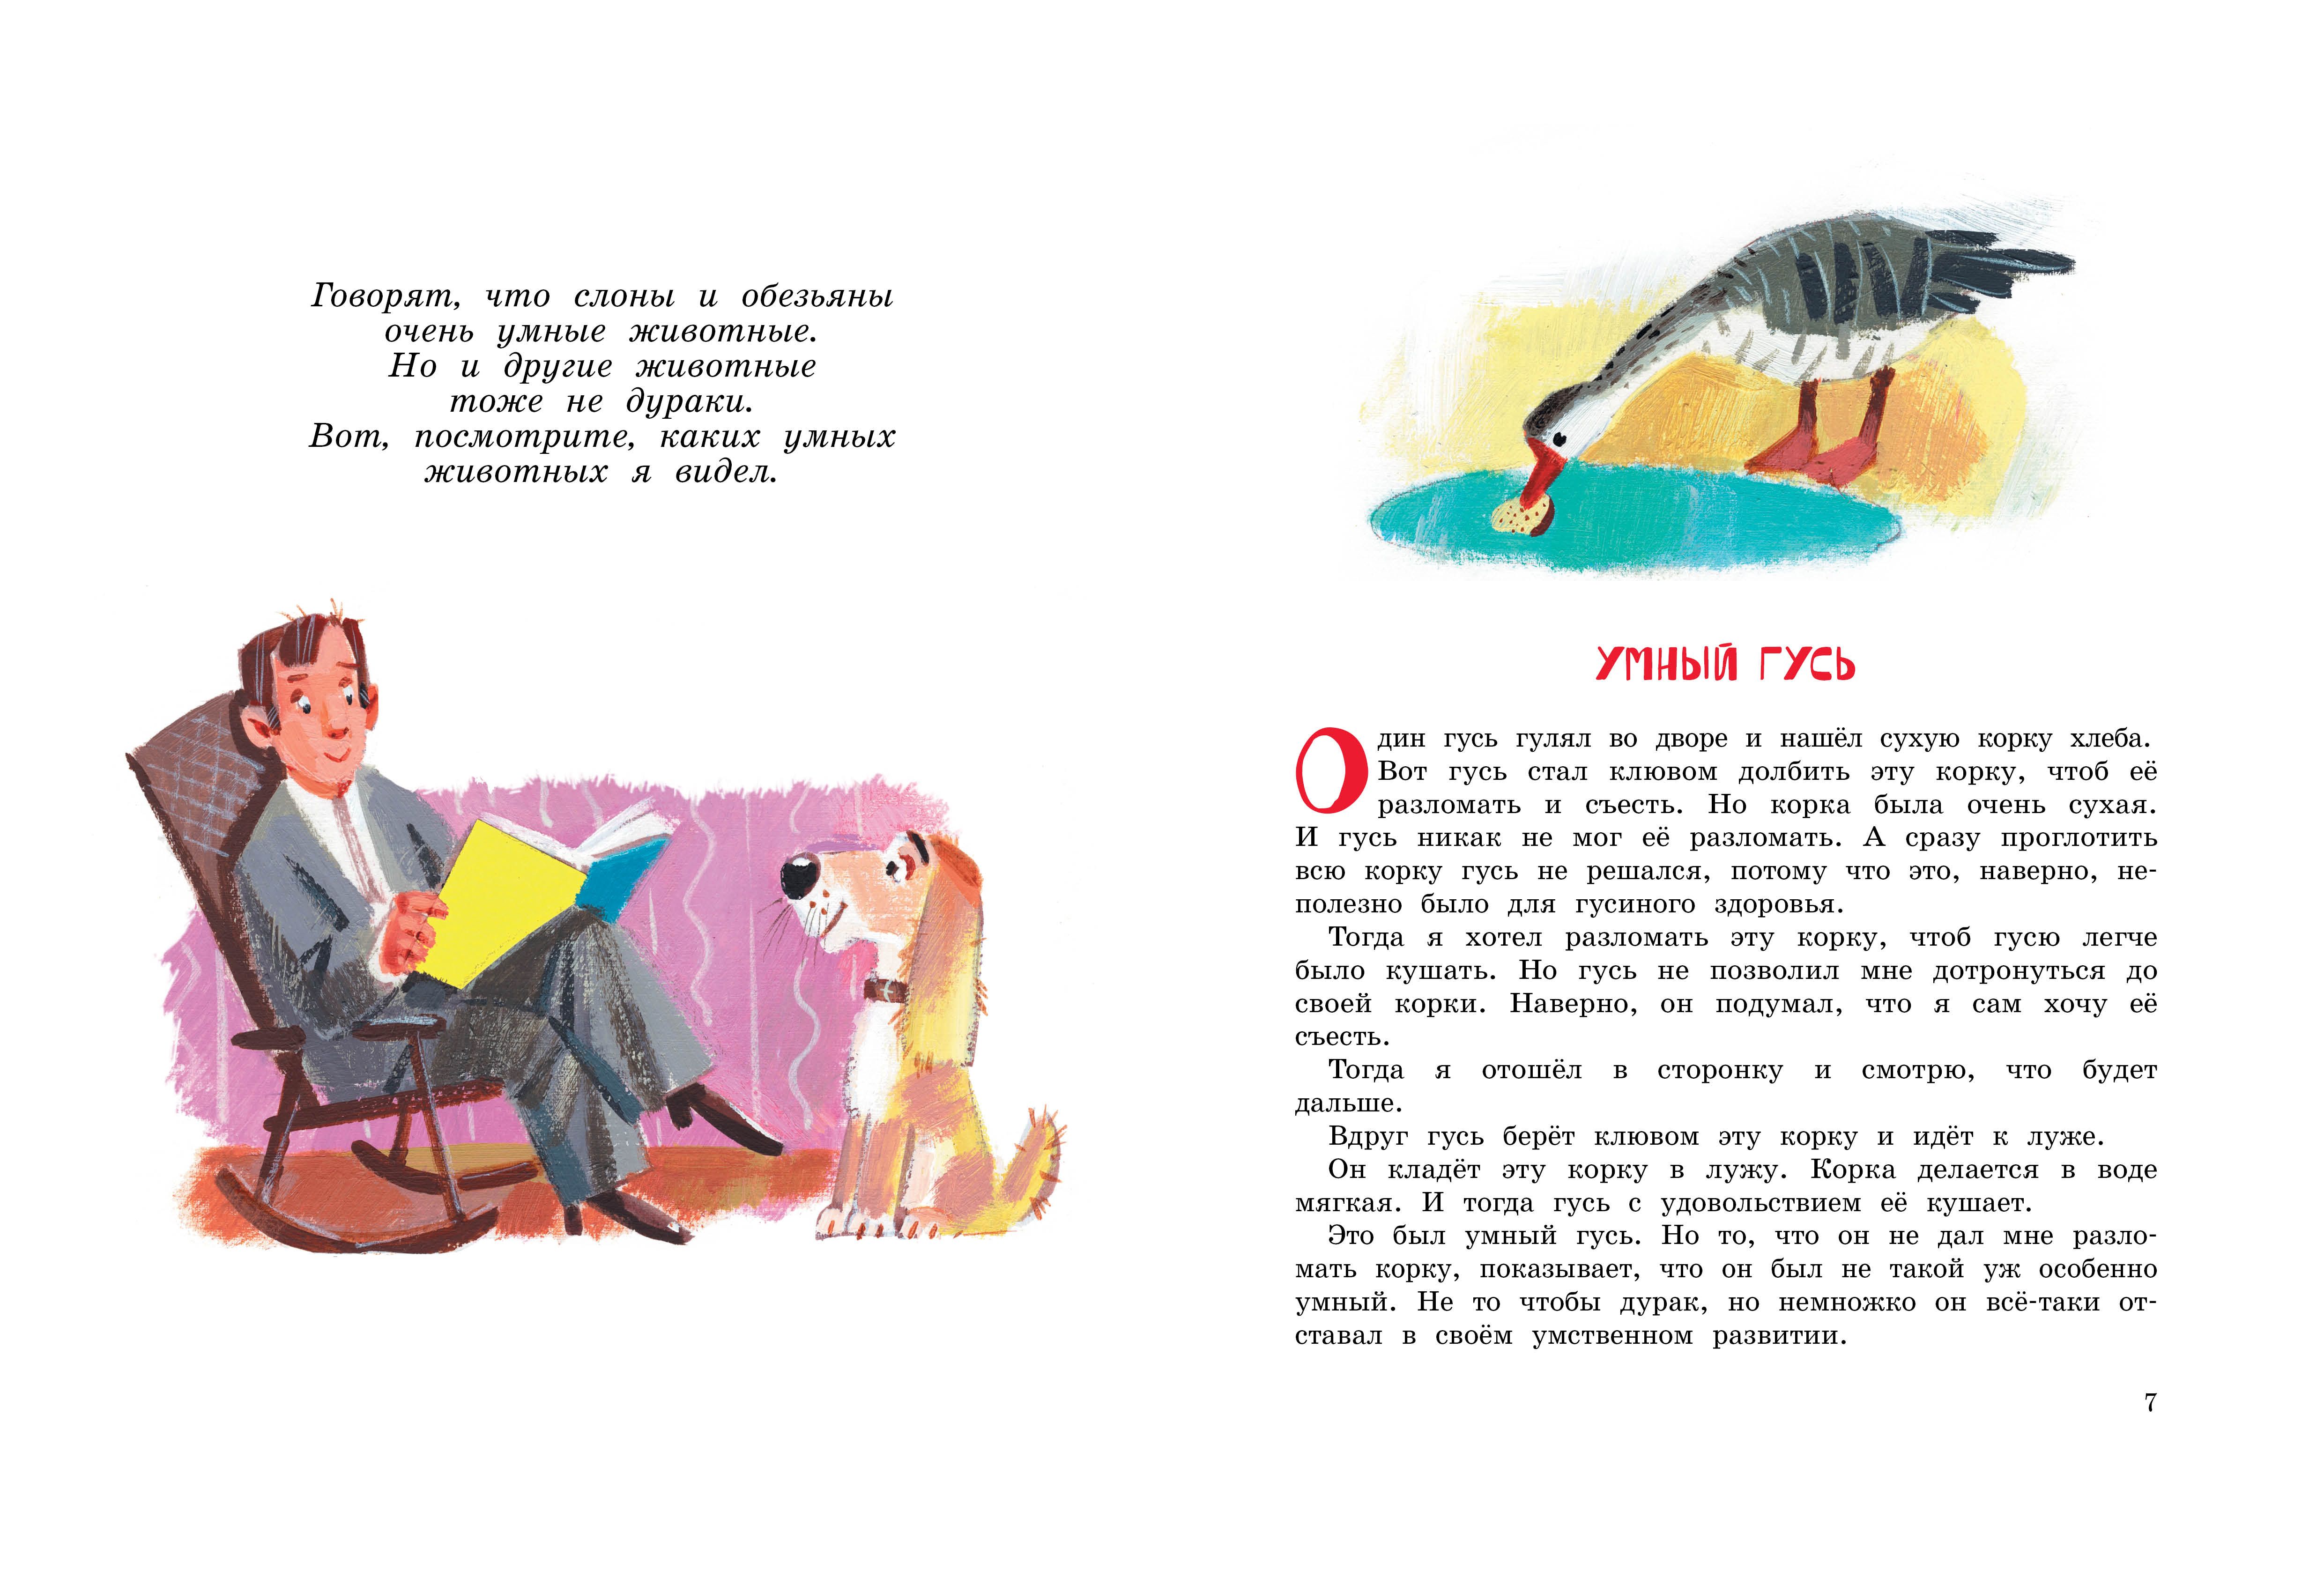 Говорят, что слоны и обезьяны
очень умные животные.
Но и другие животные
тоже не дураки.
Вот, посмотрите, каких умных
животных я видел.
УМНЫЙ ГУСЬ
Один гусь гулял во дворе и нашёл сухую корку хлеба.
Вот гусь стал клювом долбить эту корку, чтоб её
разломать и съесть. Но корка была очень сухая.
И гусь никак не мог её разломать. А сразу проглотить
всю корку гусь не решался, потому что это, наверно, не-
полезно было для гусиного здоровья.
Тогда я хотел разломать эту корку, чтоб гусю легче
было кушать. Но гусь не позволил мне дотронуться до
своей корки. Наверно, он подумал, что я сам хочу её
съесть.
Тогда я отошёл в сторонку и смотрю, что будет
дальше.
Вдруг гусь берёт клювом эту корку и идёт к луже.
Он кладёт эту корку в лужу. Корка делается в воде
мягкая. И тогда гусь с удовольствием её кушает.
Это был умный гусь. Но то, что он не дал мне разло-
мать корку, показывает, что он был не такой уж особенно
умный. Не то чтобы дурак, но немножко он всё-таки от-
ставал в своём умственном развитии.
7